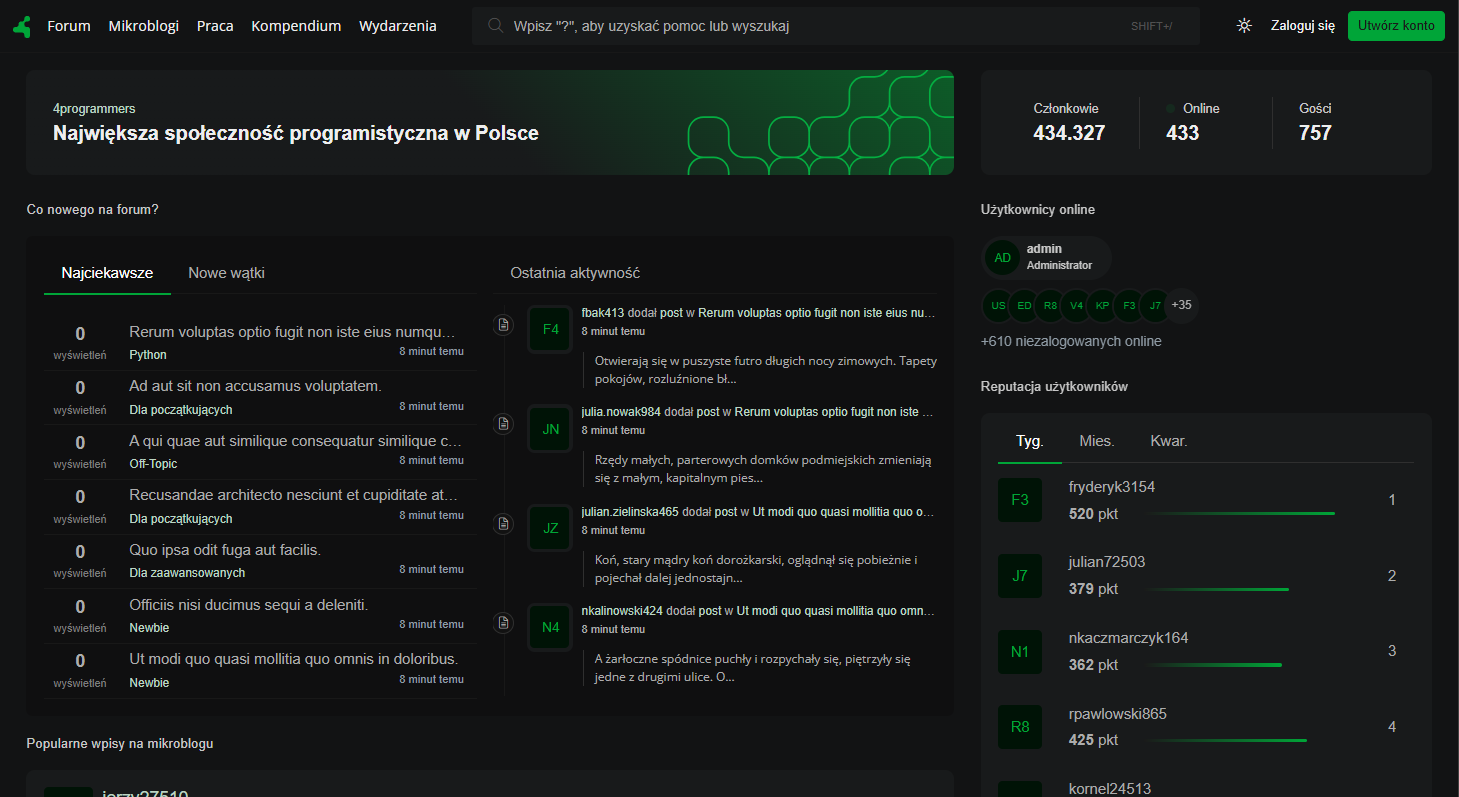 Forum Mikroblogi Praca Kompendium Wydarzenia
Wpisz "?", aby uzyskać pomoc lub wyszukaj SHIFT+/
Zaloguj się Utwórz konto
4programmers
Największa społeczność programistyczna w Polsce
Członkowie Online Gości
434.327 433 757
Co nowego na forum?
Najciekawsze Nowe wątki
0 Rerum voluptas optio fugit non iste eius numqu…
wyświetleń Python 8 minut temu
0 Ad aut sit non accusamus voluptatem.
wyświetleń Dla początkujących 8 minut temu
0 A qui quae aut similique consequatur similique c…
wyświetleń Off-Topic 8 minut temu
0 Recusandae architecto nesciunt et cupiditate at…
wyświetleń Dla początkujących 8 minut temu
0 Quo ipsa odit fuga aut facilis.
wyświetleń Dla zaawansowanych 8 minut temu
0 Officiis nisi ducimus sequi a deleniti.
wyświetleń Newbie 8 minut temu
0 Ut modi quo quasi mollitia quo omnis in doloribus.
wyświetleń Newbie 8 minut temu
Ostatnia aktywność
F4 fbak413 dodał post w Rerum voluptas optio fugit non iste eius nu…
8 minut temu
Otwierają się w puszyste futro długich nocy zimowych. Tapety
pokojów, rozluźnione bł...
JN julia.nowak984 dodał post w Rerum voluptas optio fugit non iste …
8 minut temu
Rzędy małych, parterowych domków podmiejskich zmieniają
się z małym, kapitalnym pies...
JZ julian.zielinska465 dodał post w Ut modi quo quasi mollitia quo o…
8 minut temu
Koń, stary mądry koń dorożkarski, oglądnął się pobieżnie i
pojechał dalej jednostajn...
N4 nkalinowski424 dodał post w Ut modi quo quasi mollitia quo omn…
8 minut temu
A żarłoczne spódnice puchły i rozpychały się, piętrzyły się
jedne z drugimi ulice. O...
Użytkownicy online
AD admin
Administrator
US ED R8 V4 KP F3 J7 +35
+610 niezalogowanych online
Reputacja użytkowników
Tyg. Mies. Kwar.
F3 fryderyk3154 1
520 pkt
J7 julian72503 2
379 pkt
N1 nkaczmarczyk164 3
362 pkt
R8 rpawlowski865 4
425 pkt
kornel24513
Popularne wpisy na mikroblogu
jerzy27510